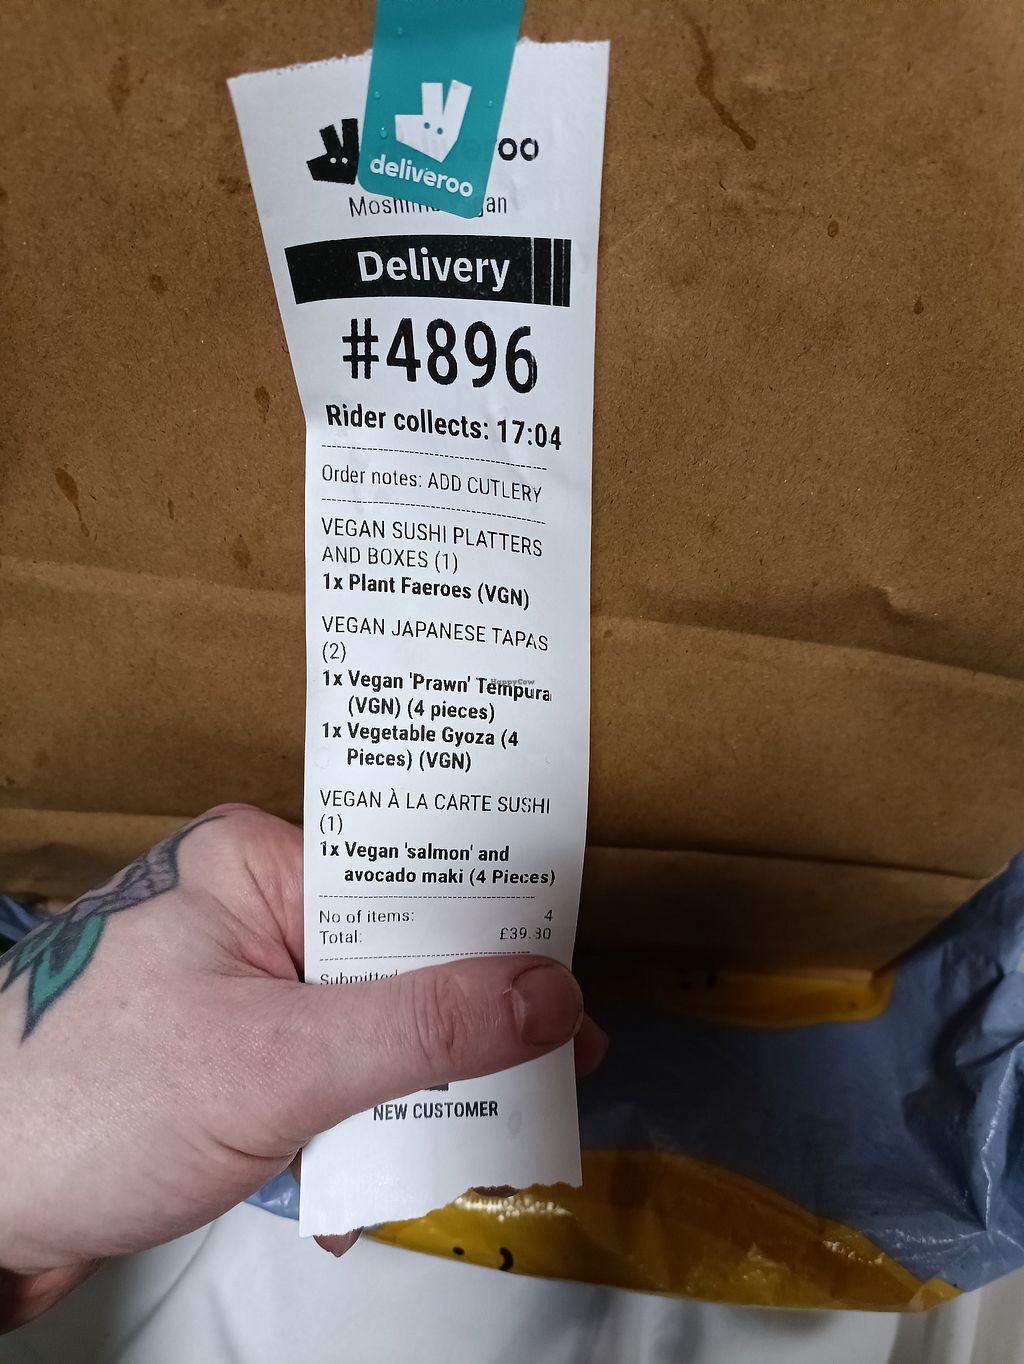 deliveroo
oo
Delivery
#4896
Rider collects: 17:04
Order notes: ADD CUTLERY
VEGAN SUSHI PLATTERS
AND BOXES (1)
1x Plant Faeroes (VGN)
VEGAN JAPANESE TAPAS
(2)
1x Vegan 'Prawn' Tempura
(VGN) (4 pieces)
HappyCow
1x Vegetable Gyoza (4
Pieces) (VGN)
VEGAN À LA CARTE SUSHI
(1)
1x Vegan 'salmon' and
avocado maki (4 Pieces)
No of items: 4
Total: £39.30
Submitted
NEW CUSTOMER